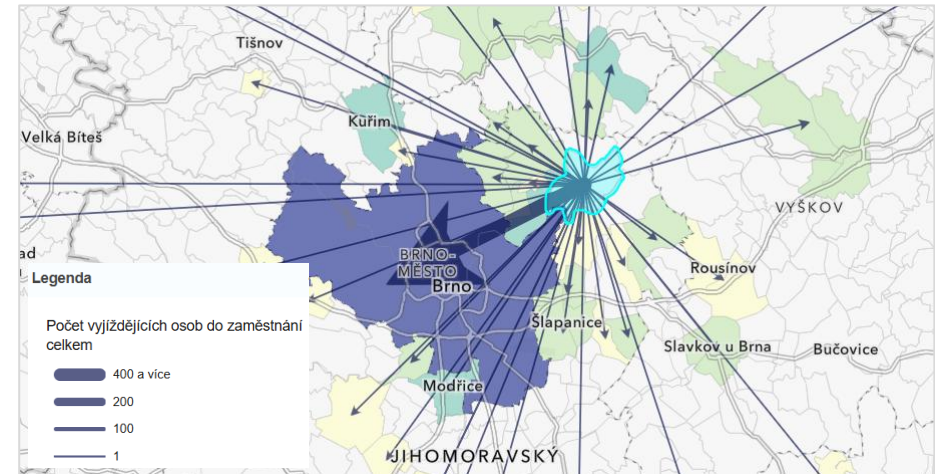 Tišnov
Kuřim
Velká Bíteš
VYŠKOV
BRNO-
MĚSTO
Brno
ad
Rousínov
Šlapanice
Slavkov u Brna
Bučovice
Modřice
JIHOMORAVSKÝ
Legenda
Počet vyjíždějících osob do zaměstnání
celkem
400 a více
200
100
1